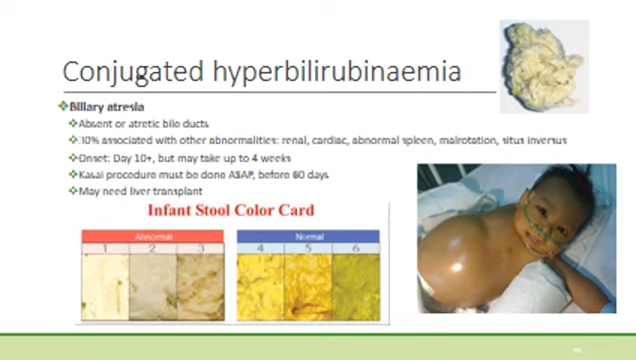 Conjugated hyperbilirubinaemia
Biliary atresia
Absent or atretic bile ducts
10% associated with other abnormalities: renal, cardiac, abnormal spleen, malrotation, situs inversus
Onset: Day 10+, but may take up to 4 weeks
Kasai procedure must be done ASAP, before 60 days
May need liver transplant
Infant Stool Color Card
Abnormal Normal
1 2 3 4 5 6